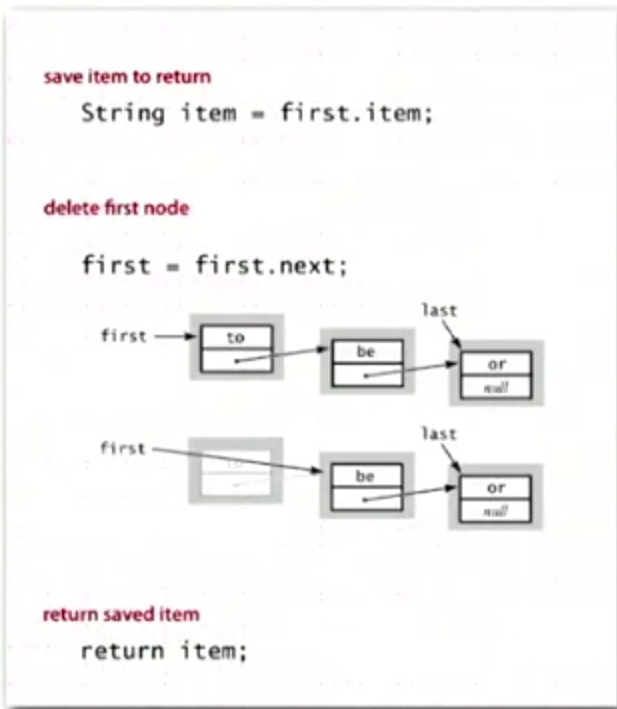 save item to return
String item = first.item;
delete first node
first = first.next;
last
first
to
be
or
null
last
first
to
be
or
null
return saved item
return item;